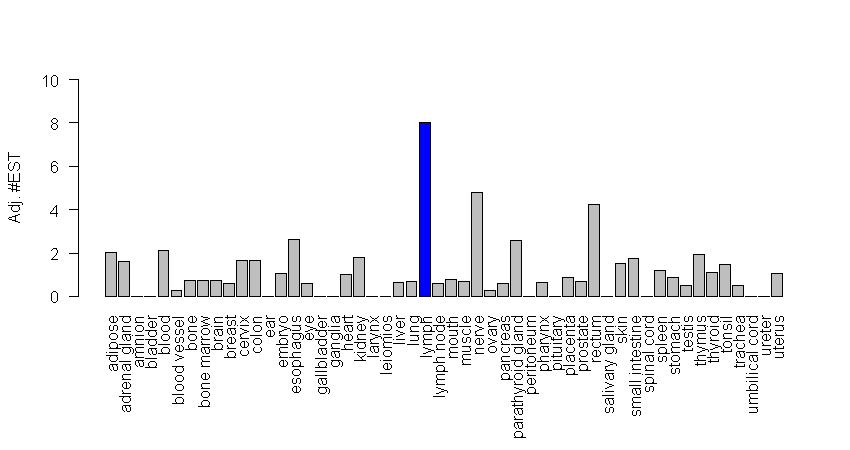 10
8
6
4
2
0
Adj. #EST
adipose
adrenal gland
amnion
bladder
blood
blood vessel
bone
bone marrow
brain
breast
cervix
colon
ear
embryo
esophagus
eye
gallbladder
ganglia
heart
kidney
larynx
leiomios
liver
lung
lymph
lymph node
mouth
muscle
nerve
ovary
pancreas
parathyroid gland
peritoneum
pharynx
pituitary
placenta
prostate
rectum
salivary gland
skin
small intestine
spinal cord
spleen
stomach
testis
thymus
thyroid
tonsil
trachea
umbilical cord
ureter
uterus